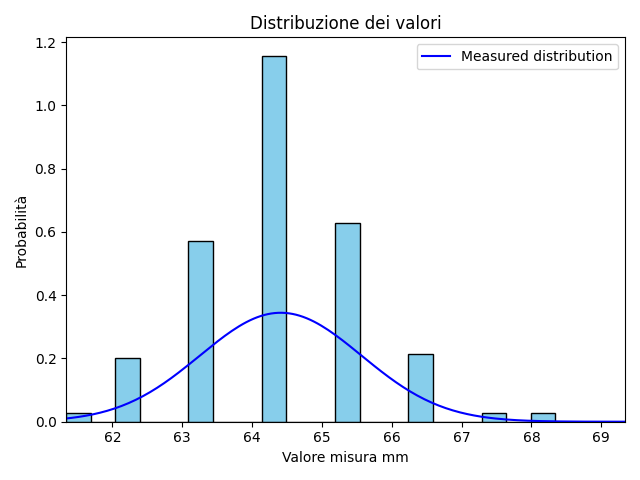 Distribuzione dei valori
Measured distribution
Probabilità
1.2
1.0
0.8
0.6
0.4
0.2
0.0
62 63 64 65 66 67 68 69
Valore misura mm